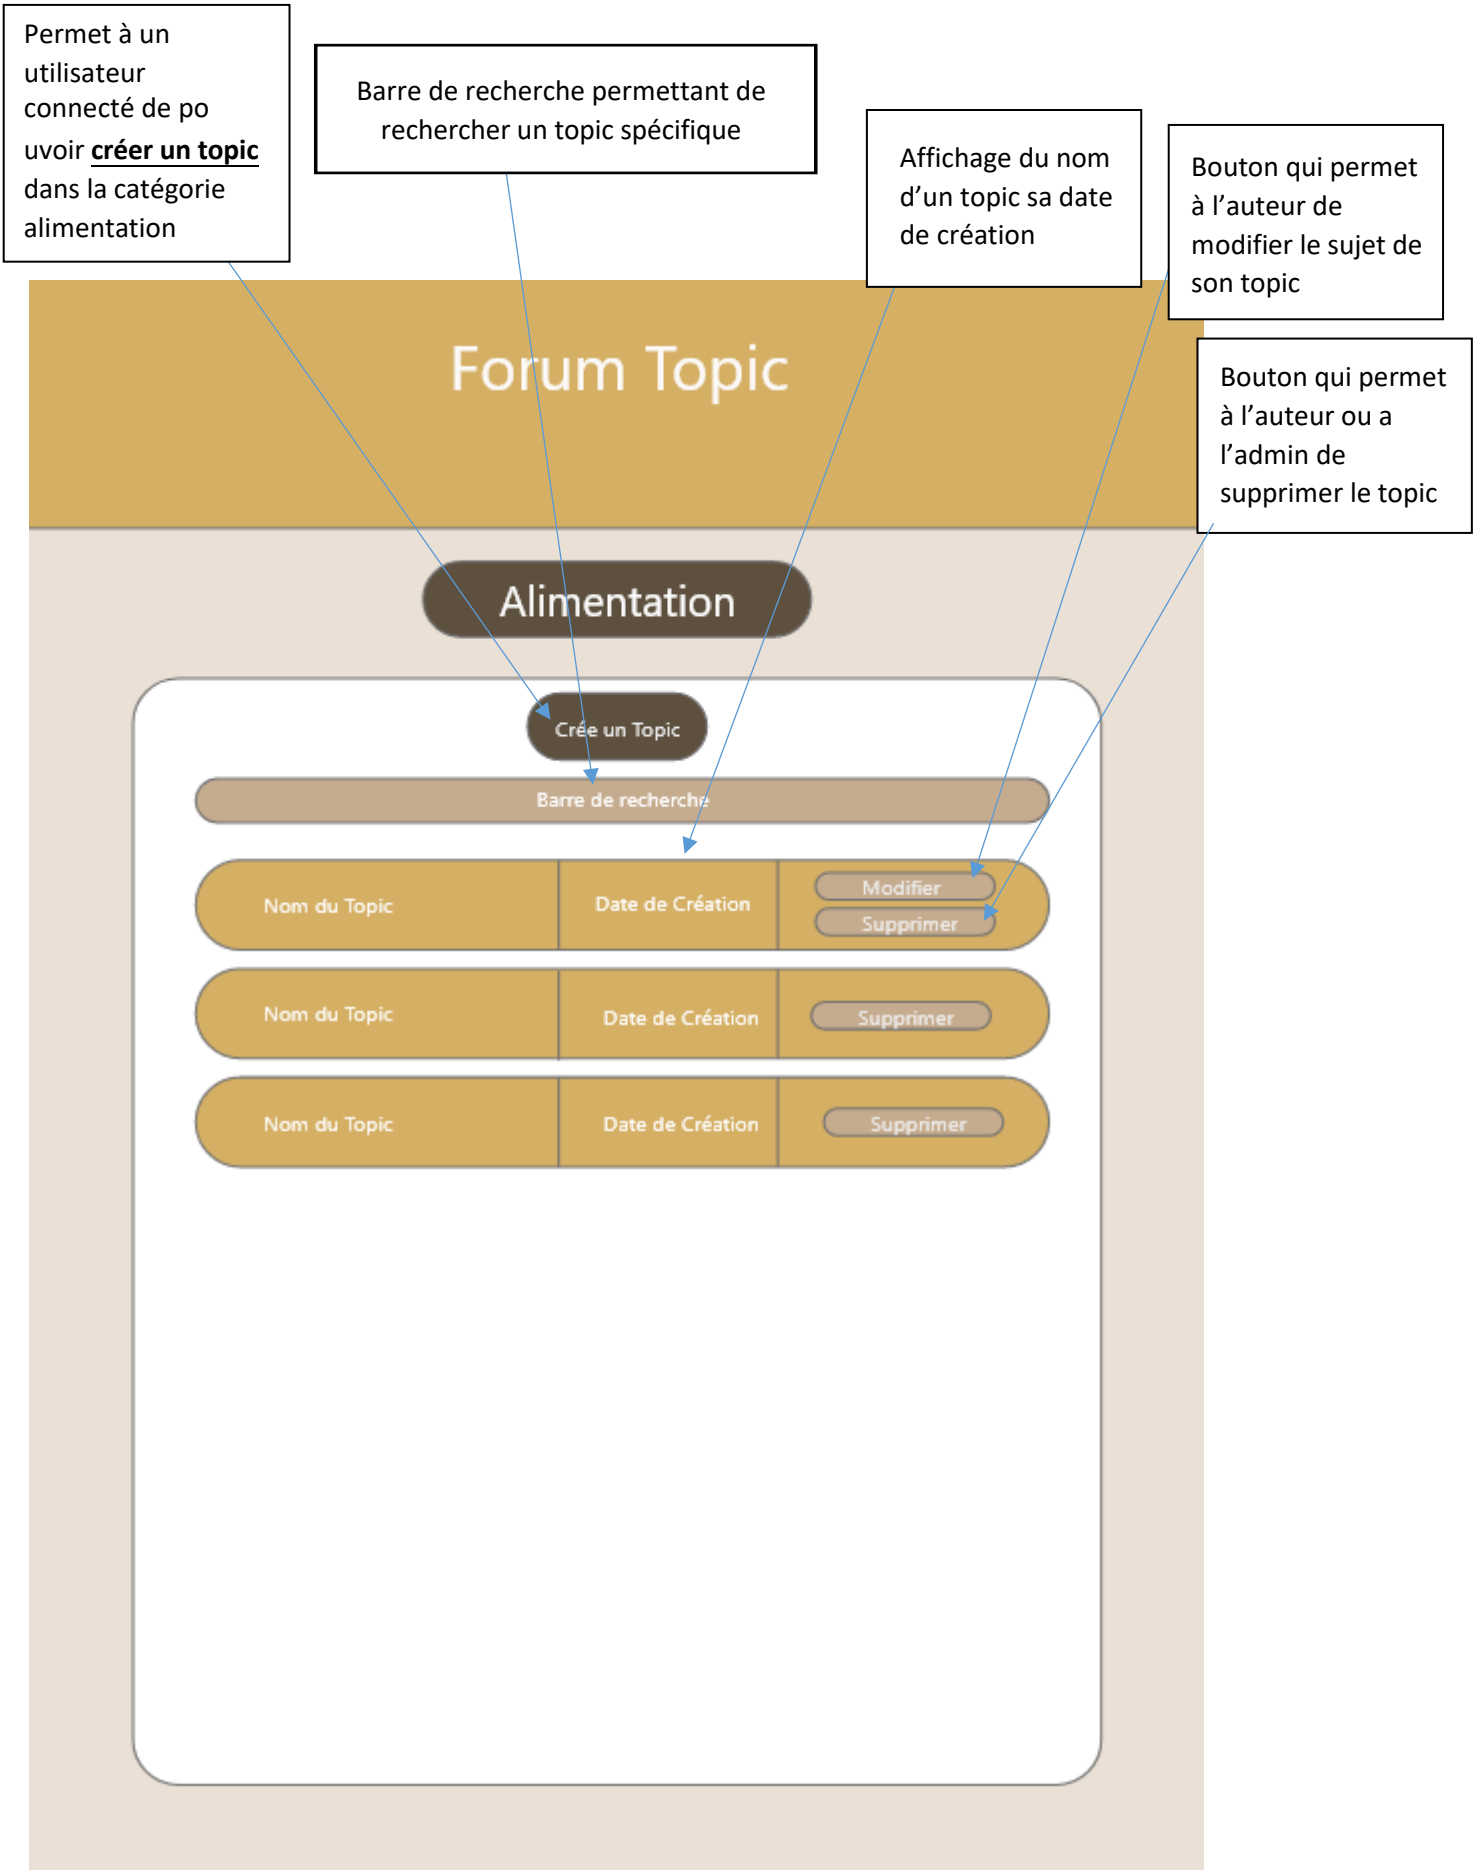 Permet à un
utilisateur
connecté de po
uvoir créer un topic
dans la catégorie
alimentation
Barre de recherche permettant de
rechercher un topic spécifique
Affichage du nom
d’un topic sa date
de création
Bouton qui permet
à l’auteur de
modifier le sujet de
son topic
Bouton qui permet
à l’auteur ou a
l’admin de
supprimer le topic
Forum Topic
Alimentation
Crée un Topic
Barre de recherche
Nom du Topic
Date de Création
Modifier
Supprimer
Nom du Topic
Date de Création
Supprimer
Nom du Topic
Date de Création
Supprimer